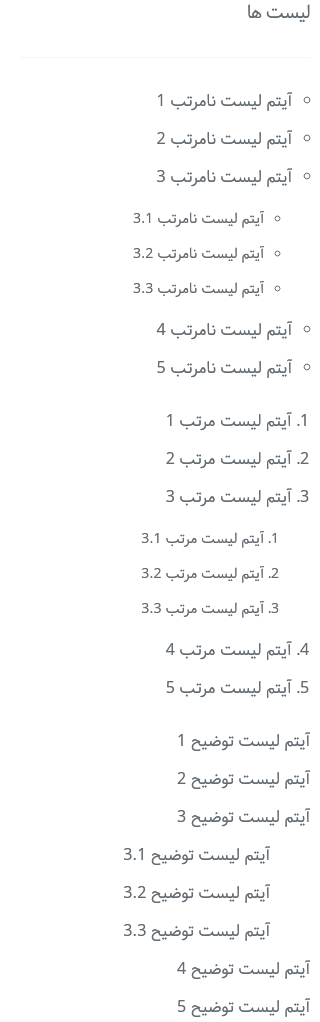 لیست ها
آیتم لیست نامرتب 1
آیتم لیست نامرتب 2
آیتم لیست نامرتب 3
آیتم لیست نامرتب 3.1
آیتم لیست نامرتب 3.2
آیتم لیست نامرتب 3.3
آیتم لیست نامرتب 4
آیتم لیست نامرتب 5
1. آیتم لیست مرتب 1
2. آیتم لیست مرتب 2
3. آیتم لیست مرتب 3
1. آیتم لیست مرتب 3.1
2. آیتم لیست مرتب 3.2
3. آیتم لیست مرتب 3.3
4. آیتم لیست مرتب 4
5. آیتم لیست مرتب 5
آیتم لیست توضیح 1
آیتم لیست توضیح 2
آیتم لیست توضیح 3
آیتم لیست توضیح 3.1
آیتم لیست توضیح 3.2
آیتم لیست توضیح 3.3
آیتم لیست توضیح 4
آیتم لیست توضیح 5